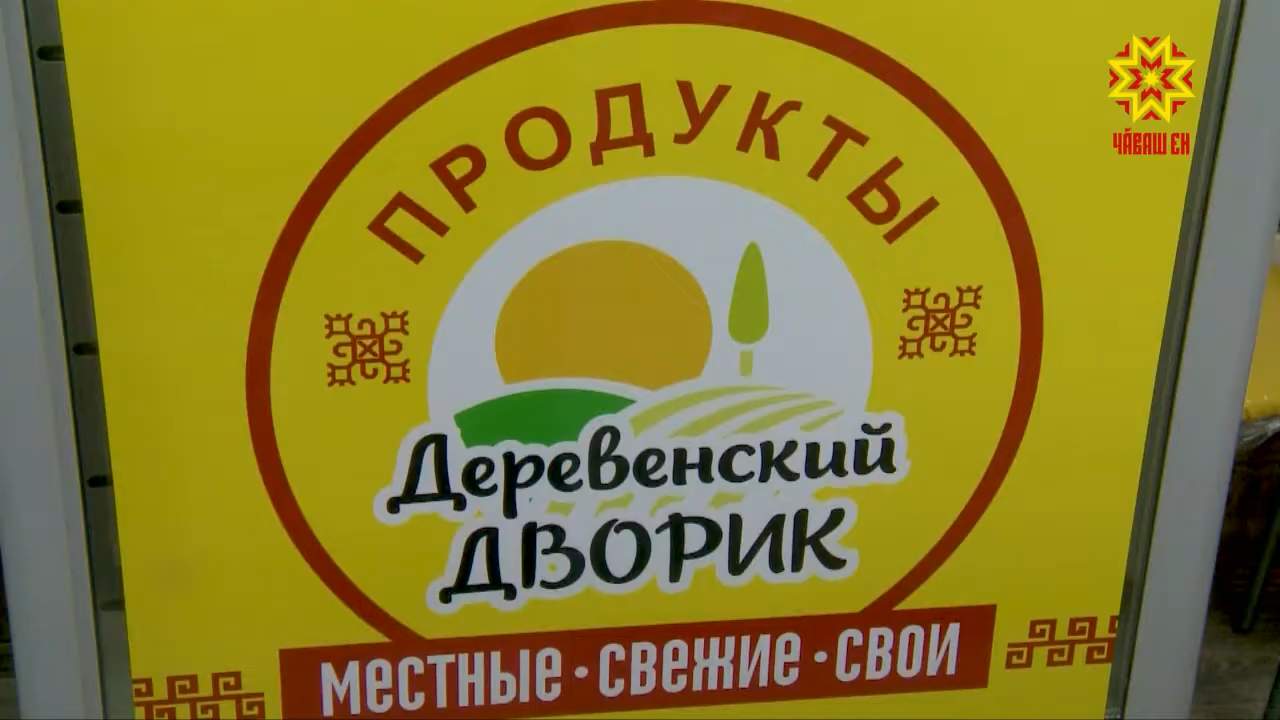 ПРОДУКТЫ
ЧӐВАШ ЕН
Деревенский
ДВОРИК
МЕСТНЫЕ · СВЕЖИЕ · СВОИ